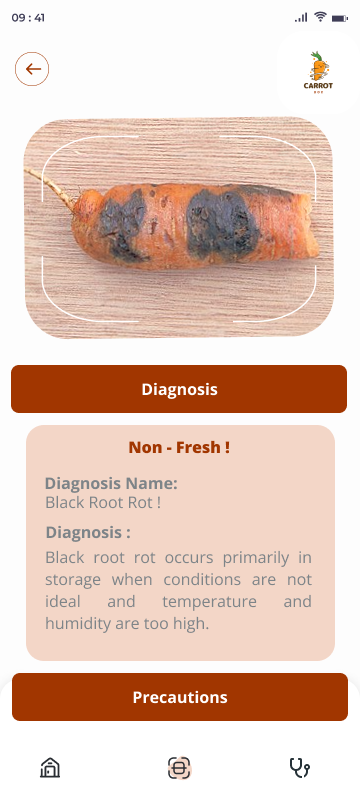 09 : 41
CARROT
Diagnosis
Non - Fresh !
Diagnosis Name:
Black Root Rot !
Diagnosis :
Black root rot occurs primarily in
storage when conditions are not
ideal and temperature and
humidity are too high.
Precautions